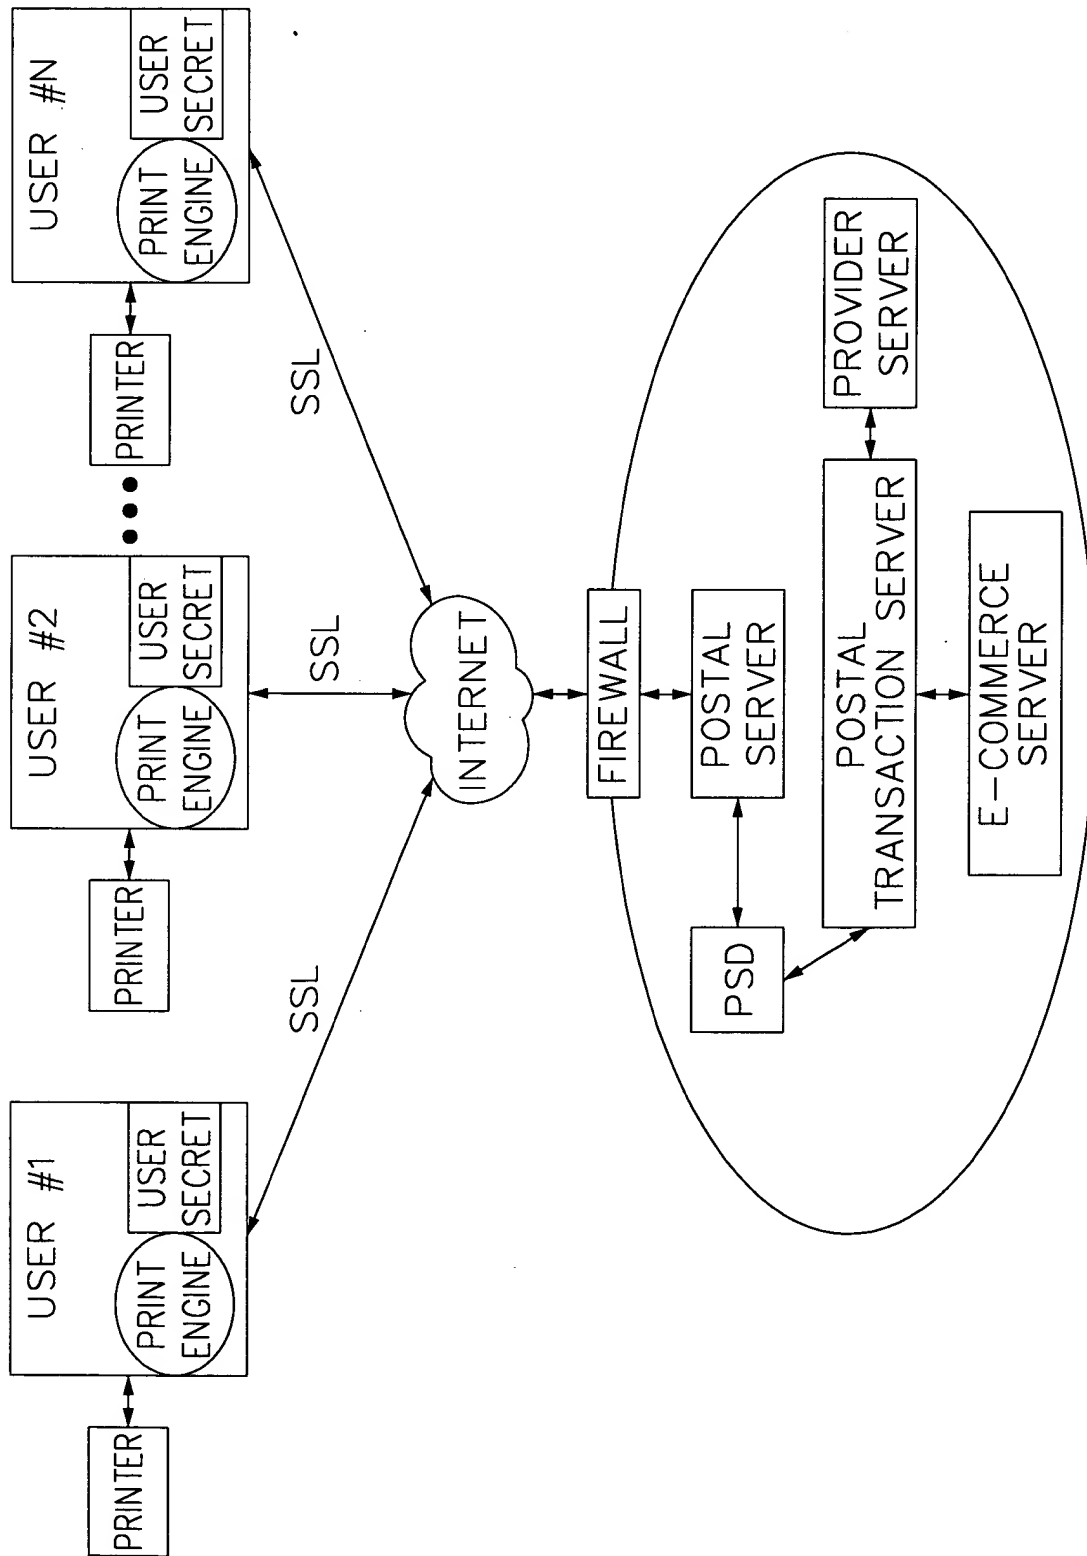 USER #1
PRINT
ENGINE
USER
SECRET
PRINTER
USER #2
PRINT
ENGINE
USER
SECRET
PRINTER
USER #N
PRINT
ENGINE
USER
SECRET
PRINTER
SSL
SSL
SSL
INTERNET
FIREWALL
PSD
POSTAL
SERVER
POSTAL
TRANSACTION SERVER
PROVIDER
SERVER
E-COMMERCE
SERVER